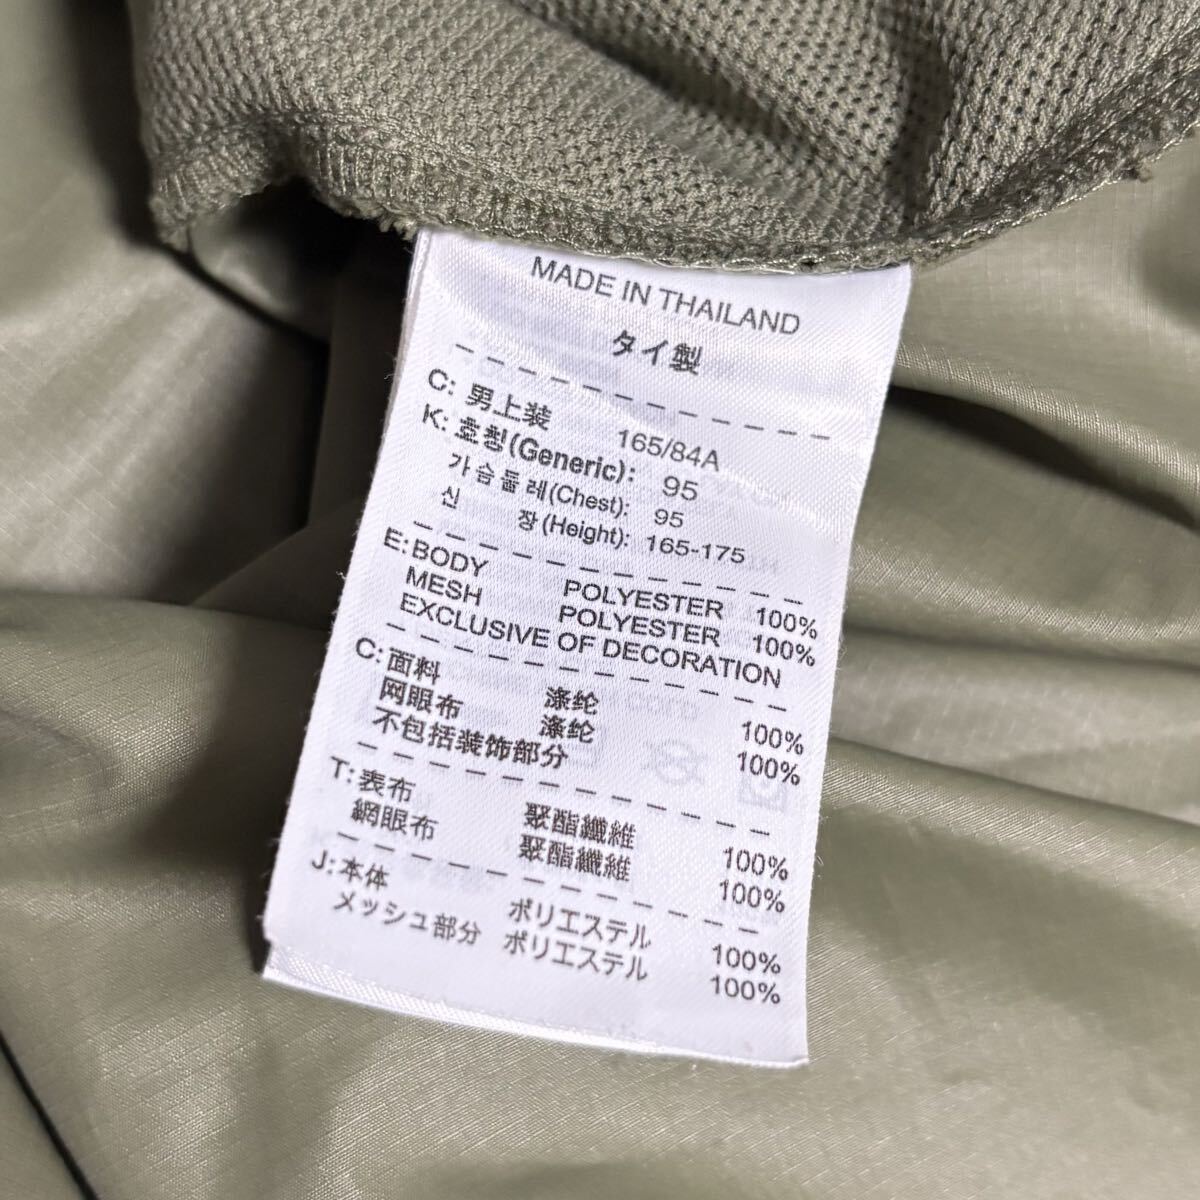 MADE IN THAILAND
タイ製
C: 男上装 165/84A
K: 호칭(Generic): 95
가슴둘레(Chest): 95
신 장(Height): 165-175
E: BODY POLYESTER 100%
MESH POLYESTER 100%
EXCLUSIVE OF DECORATION
C: 面料 涤纶 100%
网眼布 涤纶 100%
不包括装饰部分
T: 表布 聚酯纖維 100%
網眼布 聚酯纖維 100%
J: 本体 ポリエステル 100%
メッシュ部分 ポリエステル 100%